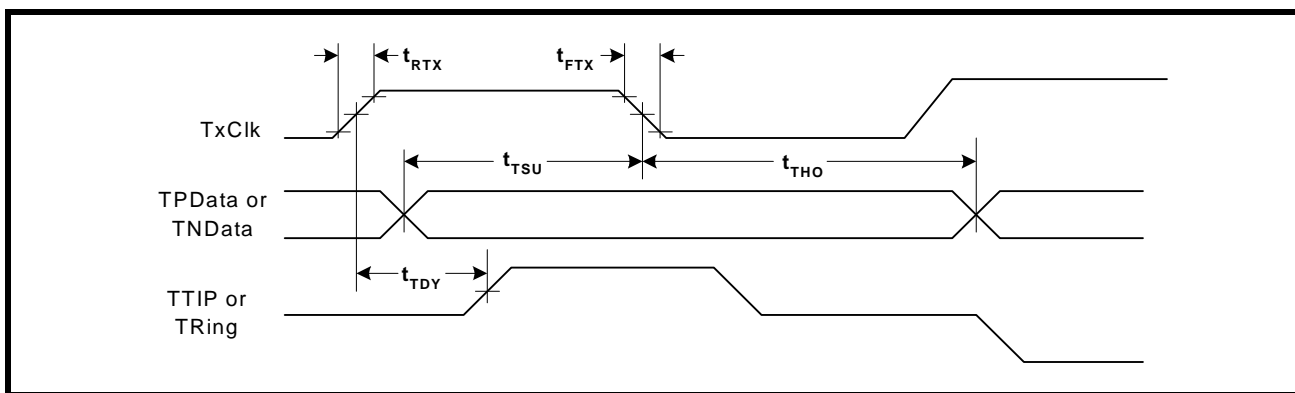 tRTX
tFTX
TxClk
tTSU
tTHO
TPData or
TNData
tTDY
TTIP or
TRing